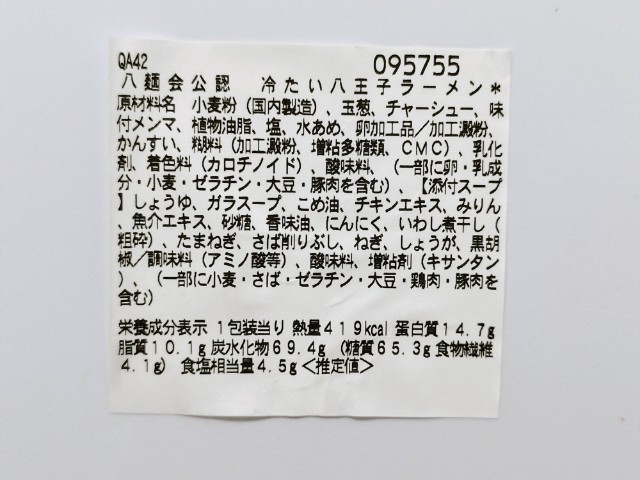 QA42 095755
八麺会公認 冷たい八王子ラーメン*
原材料名 小麦粉（国内製造）、玉葱、チャーシュー、味
付メンマ、植物油脂、塩、水あめ、卵加工品／加工澱粉、
かんすい、糊料（加工澱粉、増粘多糖類、CMC）、乳化
剤、着色料（カロチノイド）、酸味料、（一部に卵・乳成
分・小麦・ゼラチン・大豆・豚肉を含む）、【添付スープ
】しょうゆ、ガラスープ、こめ油、チキンエキス、みりん
、魚介エキス、砂糖、香味油、にんにく、いわし煮干し（
粗砕）、たまねぎ、さば削りぶし、ねぎ、しょうが、黒胡
椒／調味料（アミノ酸等）、酸味料、増粘剤（キサンタン
）、（一部に小麦・さば・ゼラチン・大豆・鶏肉・豚肉を
含む）
栄養成分表示 1包装当り 熱量419kcal 蛋白質14.7g
脂質10.1g 炭水化物69.4g （糖質65.3g 食物繊維
4.1g） 食塩相当量4.5g＜推定値＞